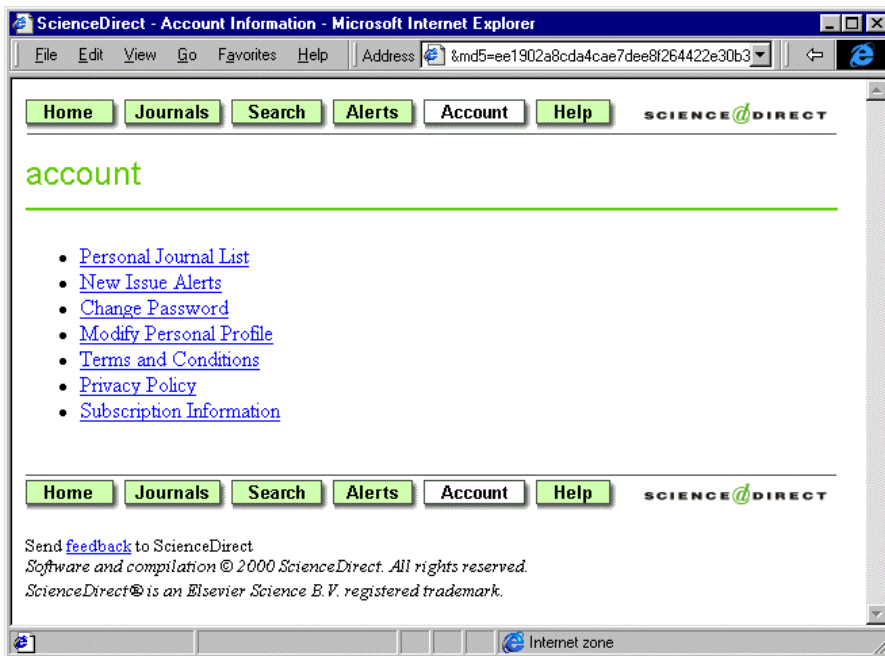 ScienceDirect - Account Information - Microsoft Internet Explorer
File Edit View Go Favorites Help Address &md5=ee1902a8cda4cae7dee8f264422e30b3
Home Journals Search Alerts Account Help SCIENCE@DIRECT
account
Personal Journal List
New Issue Alerts
Change Password
Modify Personal Profile
Terms and Conditions
Privacy Policy
Subscription Information
Home Journals Search Alerts Account Help SCIENCE@DIRECT
Send feedback to ScienceDirect
Software and compilation © 2000 ScienceDirect. All rights reserved.
ScienceDirect® is an Elsevier Science B.V. registered trademark.
Internet zone